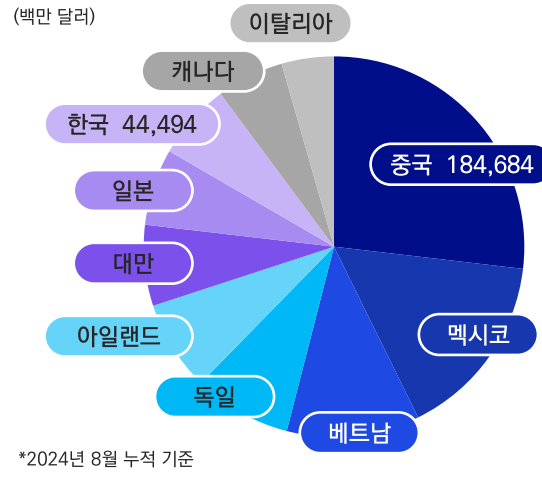 (백만 달러)
이탈리아
캐나다
한국 44,494
중국 184,684
일본
대만
멕시코
아일랜드
독일
베트남
*2024년 8월 누적 기준